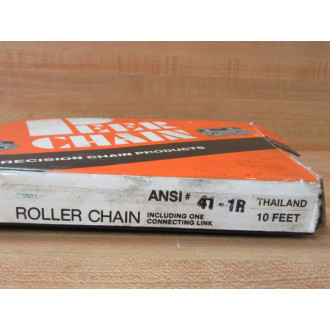 PEER
CHAIN
PRECISION CHAIN PRODUCTS
ROLLER CHAIN
ANSI # 41-1R
INCLUDING ONE
CONNECTING LINK
THAILAND
10 FEET